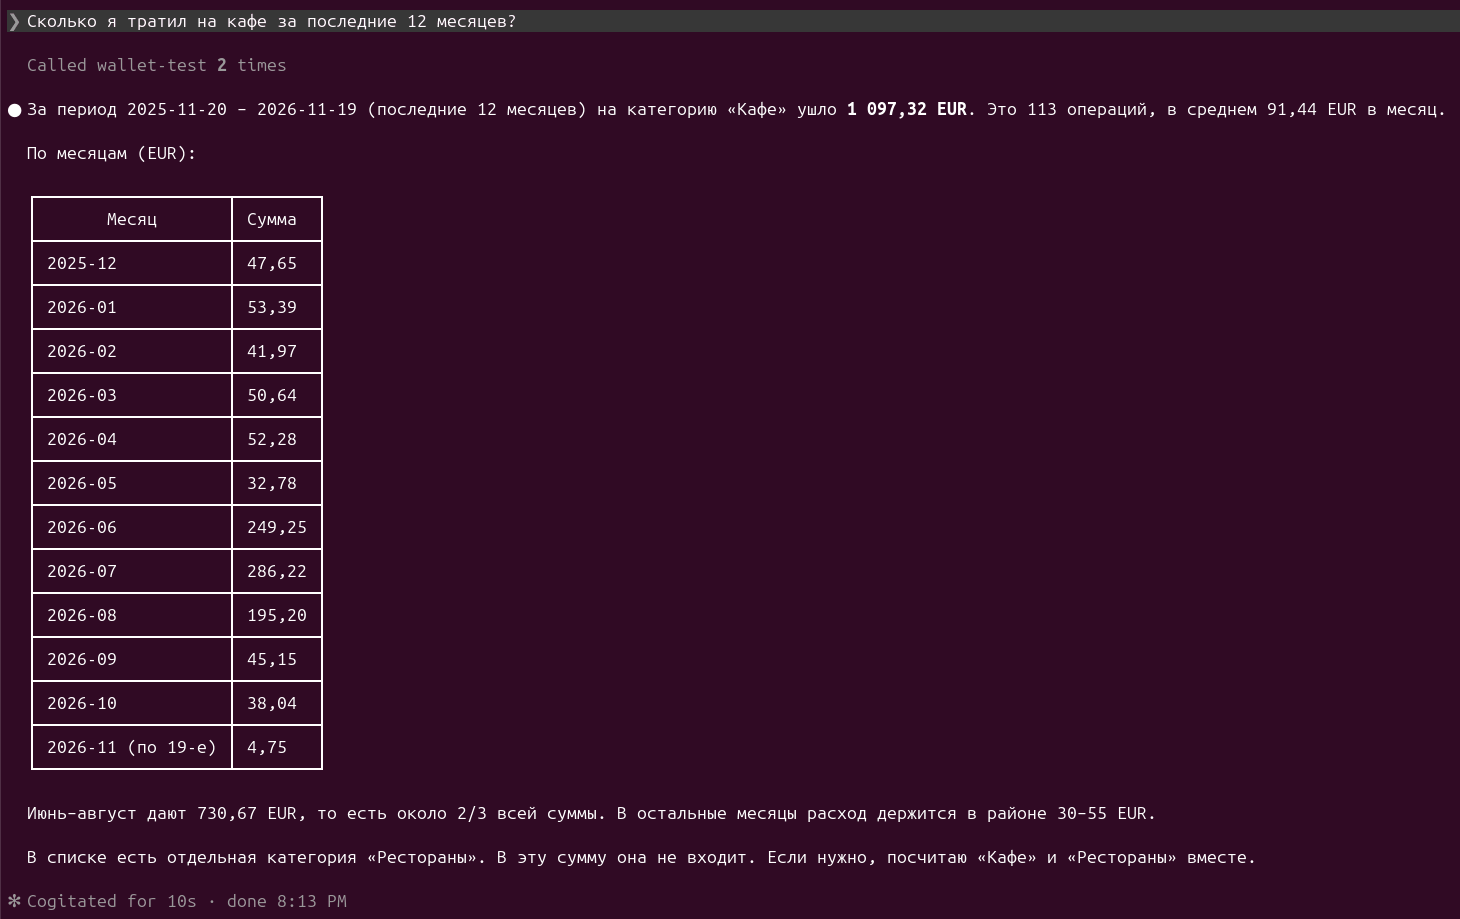 ❯ Сколько я тратил на кафе за последние 12 месяцев?
Called wallet-test 2 times
● За период 2025-11-20 – 2026-11-19 (последние 12 месяцев) на категорию «Кафе» ушло 1 097,32 EUR. Это 113 операций, в среднем 91,44 EUR в месяц.
По месяцам (EUR):
Месяц Сумма
2025-12 47,65
2026-01 53,39
2026-02 41,97
2026-03 50,64
2026-04 52,28
2026-05 32,78
2026-06 249,25
2026-07 286,22
2026-08 195,20
2026-09 45,15
2026-10 38,04
2026-11 (по 19-е) 4,75
Июнь–август дают 730,67 EUR, то есть около 2/3 всей суммы. В остальные месяцы расход держится в районе 30–55 EUR.
В списке есть отдельная категория «Рестораны». В эту сумму она не входит. Если нужно, посчитаю «Кафе» и «Рестораны» вместе.
✻ Cogitated for 10s · done 8:13 PM